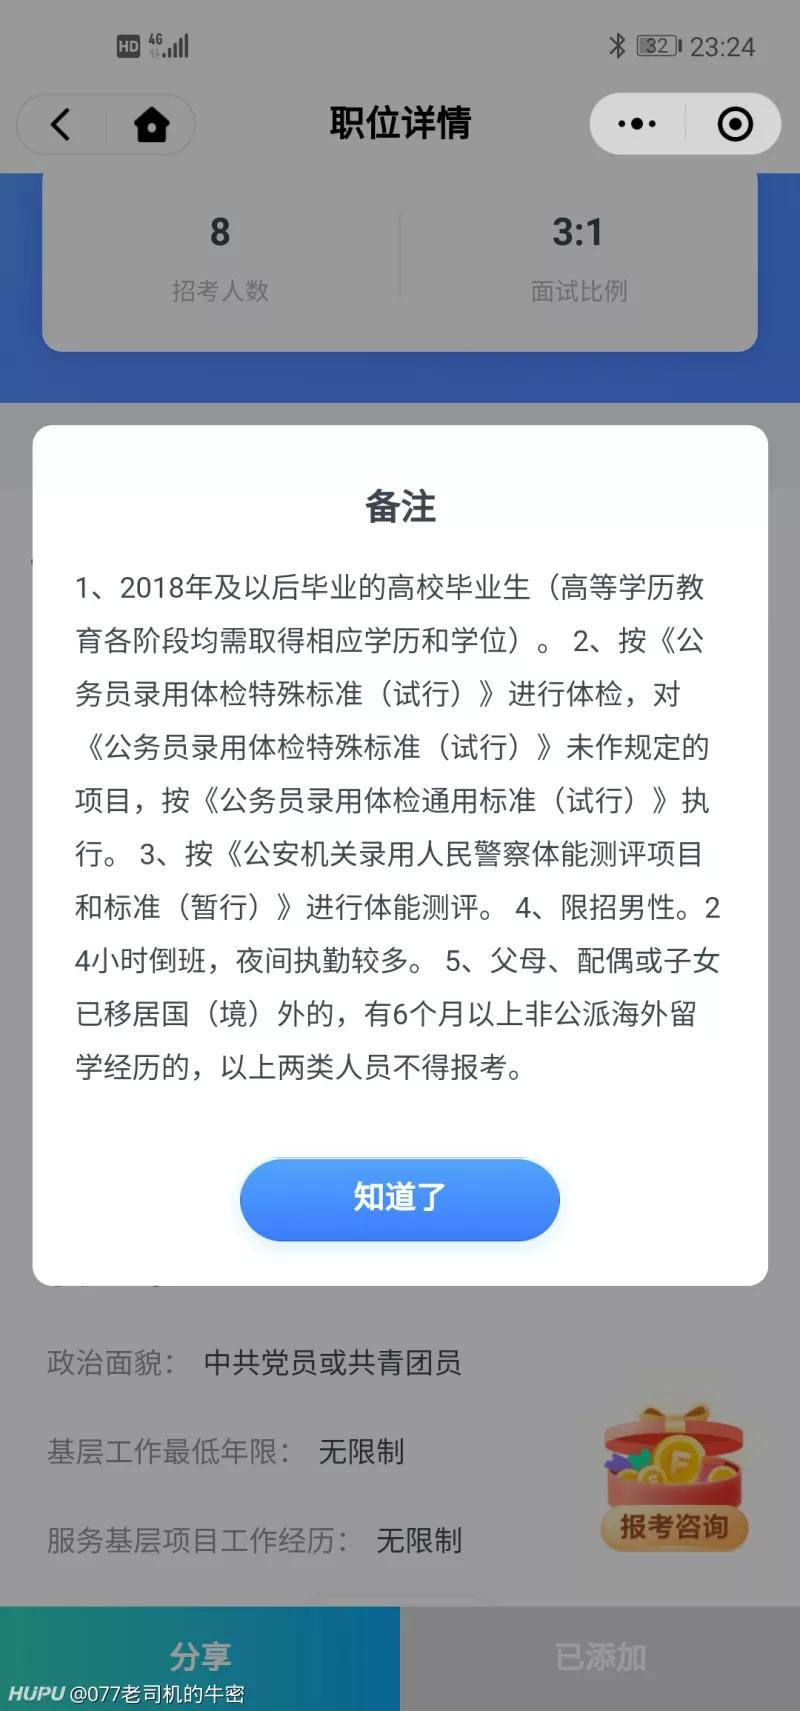 HD 4G 32 23:24
职位详情
8 3:1
招考人数 面试比例
备注
1、2018年及以后毕业的高校毕业生（高等学历教
育各阶段均需取得相应学历和学位）。 2、按《公
务员录用体检特殊标准（试行）》进行体检，对
《公务员录用体检特殊标准（试行）》未作规定的
项目，按《公务员录用体检通用标准（试行）》执
行。 3、按《公安机关录用人民警察体能测评项目
和标准（暂行）》进行体能测评。 4、限招男性。2
4小时倒班，夜间执勤较多。 5、父母、配偶或子女
已移居国（境）外的，有6个月以上非公派海外留
学经历的，以上两类人员不得报考。
知道了
政治面貌： 中共党员或共青团员
基层工作最低年限： 无限制
报考咨询
服务基层项目工作经历： 无限制
分享 已添加
HUPU @077老司机的牛密